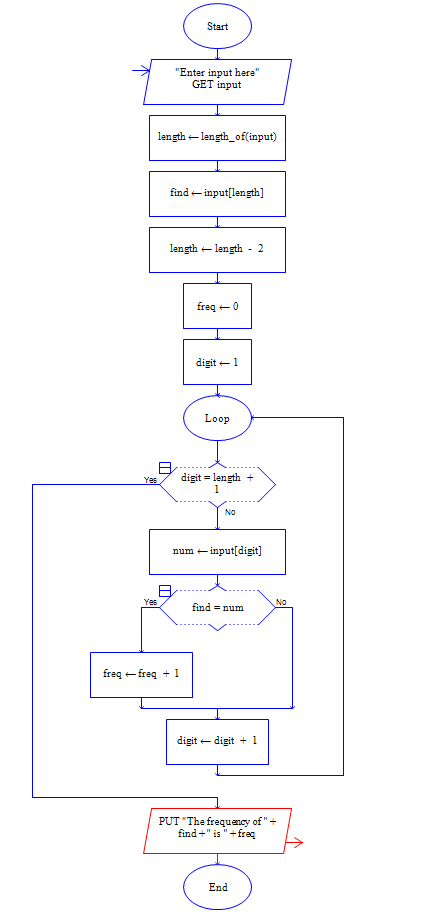 Start
"Enter input here"
GET input
length ← length_of(input)
find ← input[length]
length ← length - 2
freq ← 0
digit ← 1
Loop
Yes
digit = length +
1
No
num ← input[digit]
Yes
find = num
No
freq ← freq + 1
digit ← digit + 1
PUT "The frequency of " +
find +" is " +freq
End